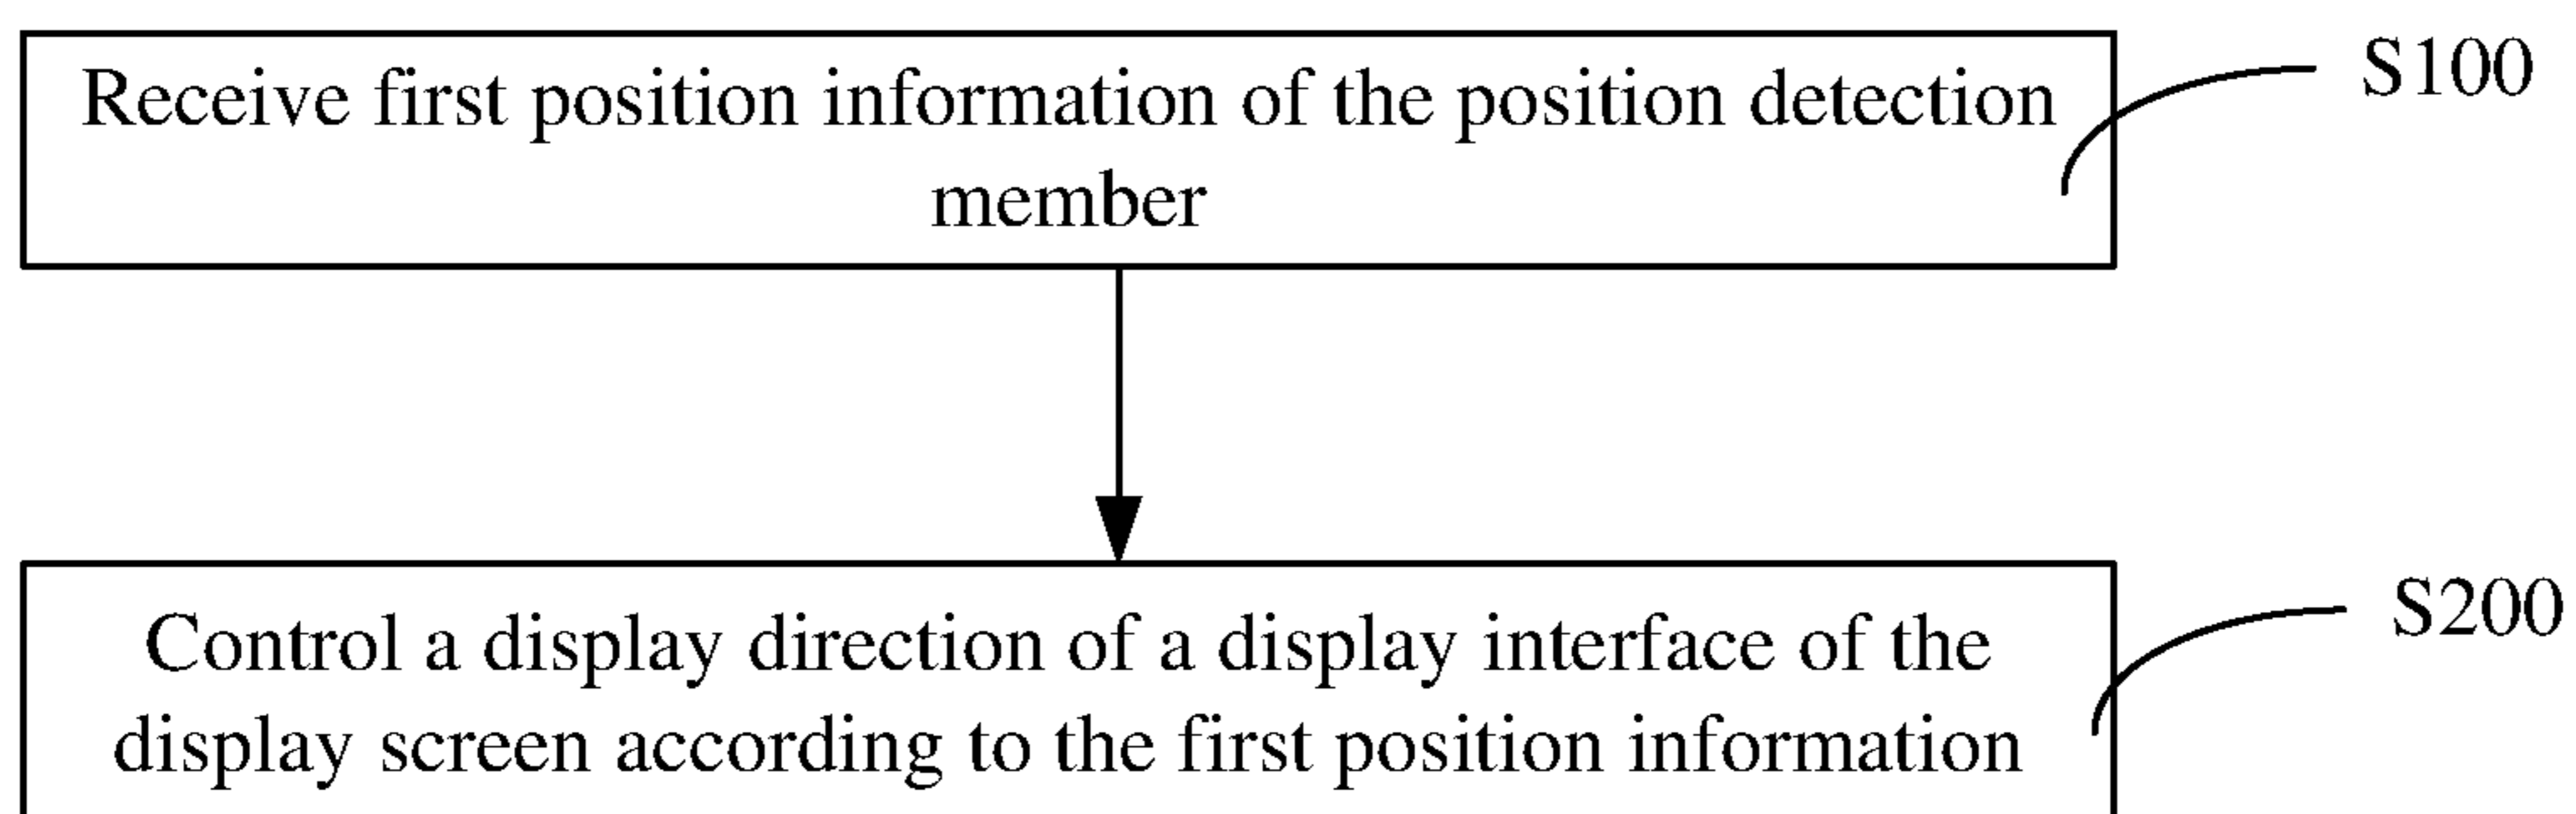 Receive first position information of the position detection
member
S100
Control a display direction of a display interface of the
display screen according to the first position information
S200